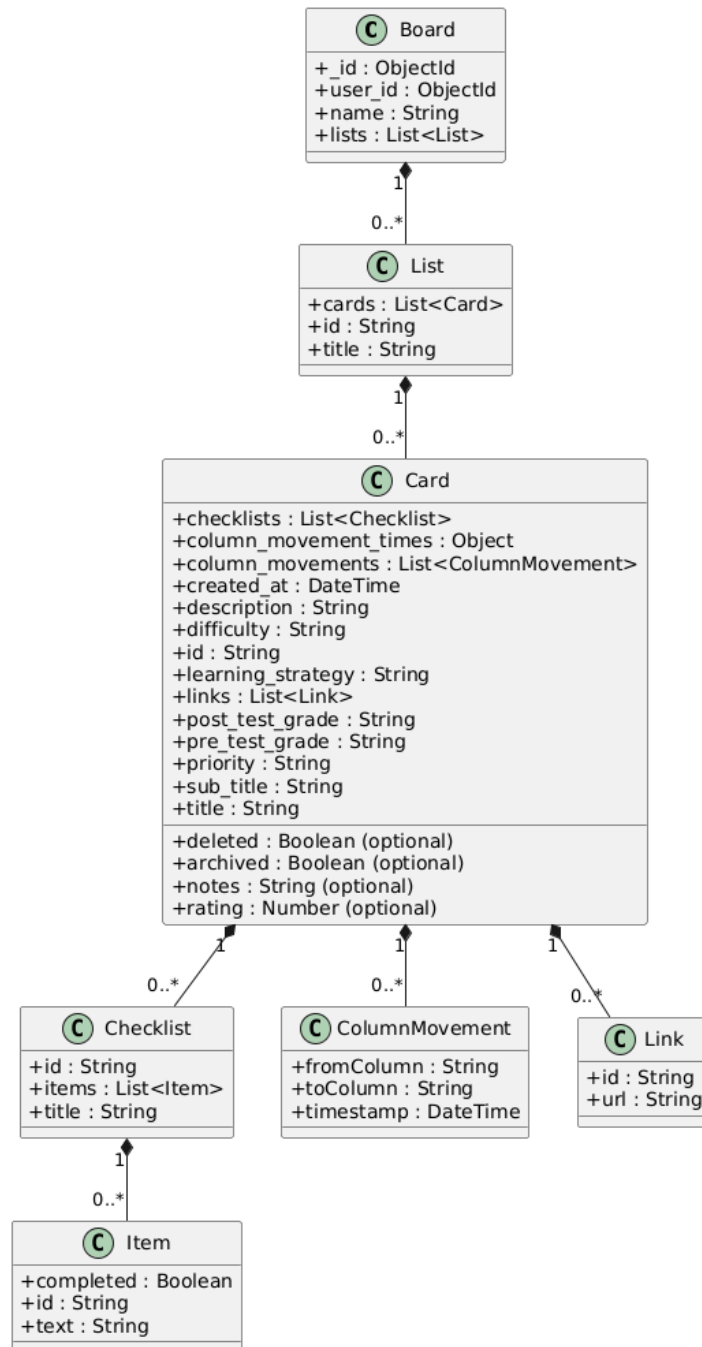 C Board
+_id : ObjectId
+user_id : ObjectId
+name : String
+lists : List<List>
1
0..*
C List
+cards : List<Card>
+id : String
+title : String
1
0..*
C Card
+checklists : List<Checklist>
+column_movement_times : Object
+column_movements : List<ColumnMovement>
+created_at : DateTime
+description : String
+difficulty : String
+id : String
+learning_strategy : String
+links : List<Link>
+post_test_grade : String
+pre_test_grade : String
+priority : String
+sub_title : String
+title : String
+deleted : Boolean (optional)
+archived : Boolean (optional)
+notes : String (optional)
+rating : Number (optional)
1 1 1
0..* 0..* 0..*
C Checklist
+id : String
+items : List<Item>
+title : String
C ColumnMovement
+fromColumn : String
+toColumn : String
+timestamp : DateTime
C Link
+id : String
+url : String
1
0..*
C Item
+completed : Boolean
+id : String
+text : String